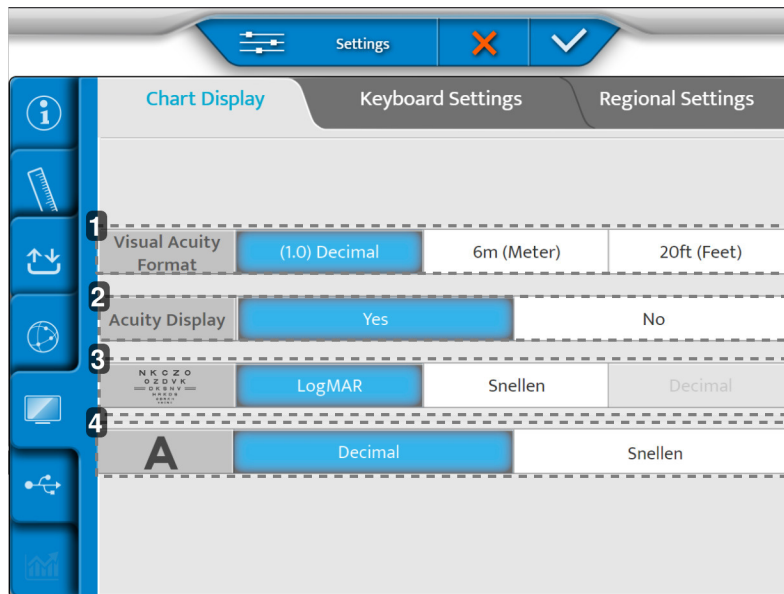 Settings
Chart Display
Keyboard Settings
Regional Settings
1
Visual Acuity
Format
(1.0) Decimal
6m (Meter)
20ft (Feet)
2
Acuity Display
Yes
No
3
N K C Z O
O Z D V K
LogMAR
Snellen
Decimal
4
A
Decimal
Snellen